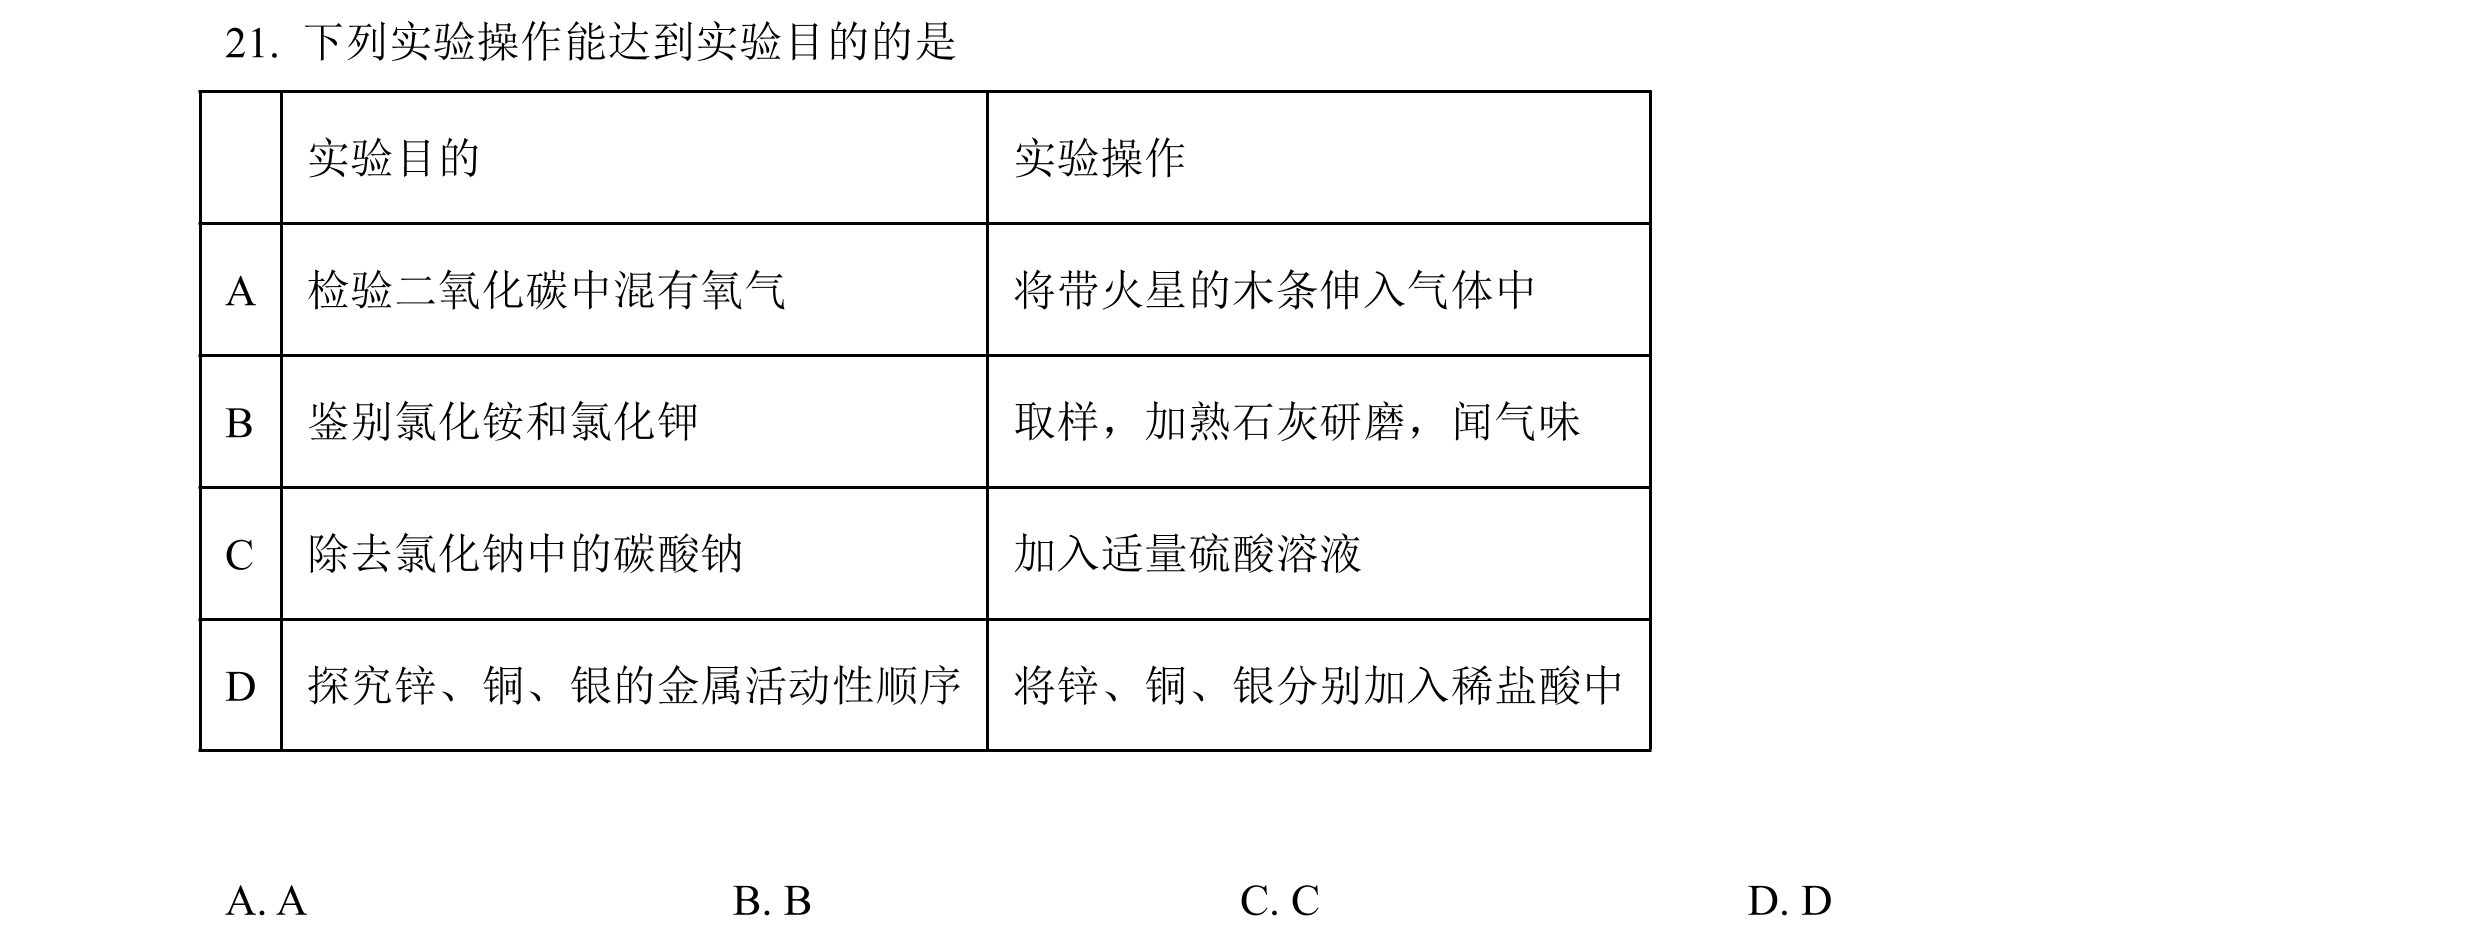 21. 下列实验操作能达到实验目的的是
实验目的 实验操作
A 检验二氧化碳中混有氧气 将带火星的木条伸入气体中
B 鉴别氯化铵和氯化钾 取样，加熟石灰研磨，闻气味
C 除去氯化钠中的碳酸钠 加入适量硫酸溶液
D 探究锌、铜、银的金属活动性顺序 将锌、铜、银分别加入稀盐酸中
A. A B. B C. C D. D